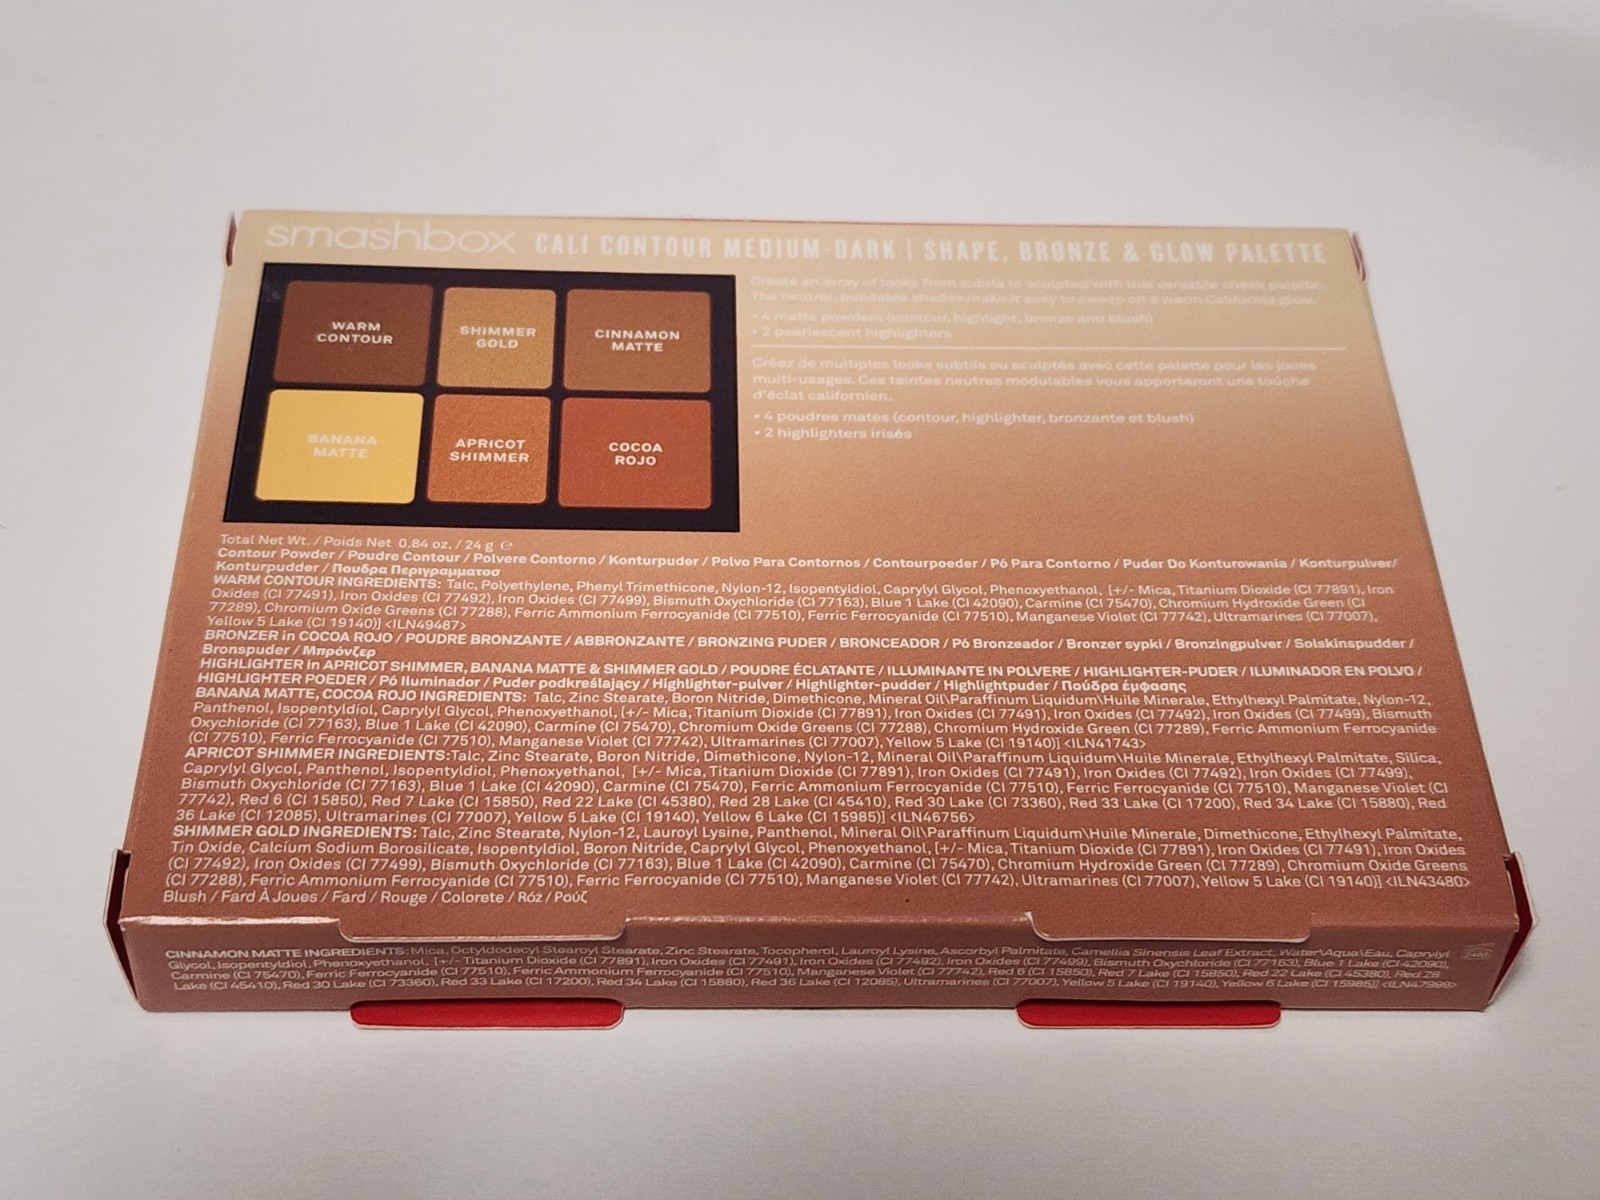 smashbox CALI CONTOUR MEDIUM-DARK | SHAPE, BRONZE & GLOW PALETTE
WARM
CONTOUR
SHIMMER
GOLD
CINNAMON
MATTE
BANANA
MATTE
APRICOT
SHIMMER
COCOA
ROJO
Create an array of looks from subtle to sculpted with this versatile cheek palette.
The neutral, buildable shades make it easy to sweep on a warm California glow.
• 4 matte powders (contour, highlight, bronze and blush)
• 2 pearlescent highlighters
Créez de multiples looks subtils ou sculptés avec cette palette pour les joues
multi-usages. Ces teintes neutres modulables vous apporteront une touche
d'éclat californien.
• 4 poudres mates (contour, highlighter, bronzante et blush)
• 2 highlighters irisés
Total Net Wt. / Poids Net 0.84 oz. / 24 g ℮
Contour Powder / Poudre Contour / Polvere Contorno / Konturpuder / Polvo Para Contornos / Contourpoeder / Pó Para Contorno / Puder Do Konturowania / Konturpulver/
Konturpudder / Πουδρα Περιγραμματοσ
WARM CONTOUR INGREDIENTS: Talc, Polyethylene, Phenyl Trimethicone, Nylon-12, Isopentyldiol, Caprylyl Glycol, Phenoxyethanol, [+/- Mica, Titanium Dioxide (CI 77891), Iron
Oxides (CI 77491), Iron Oxides (CI 77492), Iron Oxides (CI 77499), Bismuth Oxychloride (CI 77163), Blue 1 Lake (CI 42090), Carmine (CI 75470), Chromium Hydroxide Green (CI
77289), Chromium Oxide Greens (CI 77288), Ferric Ammonium Ferrocyanide (CI 77510), Ferric Ferrocyanide (CI 77510), Manganese Violet (CI 77742), Ultramarines (CI 77007),
Yellow 5 Lake (CI 19140)] <ILN49487>
BRONZER in COCOA ROJO / POUDRE BRONZANTE / ABBRONZANTE / BRONZING PUDER / BRONCEADOR / Pó Bronzeador / Bronzer sypki / Bronzingpulver / Solskinspudder /
Bronspuder / Μπρόνζερ
HIGHLIGHTER in APRICOT SHIMMER, BANANA MATTE & SHIMMER GOLD / POUDRE ÉCLATANTE / ILLUMINANTE IN POLVERE / HIGHLIGHTER-PUDER / ILUMINADOR EN POLVO /
HIGHLIGHTER POEDER / Pó Iluminador / Puder podkreślający / Highlighter-pulver / Highlighter-pudder / Highlightpuder / Πούδρα έμφασης
BANANA MATTE, COCOA ROJO INGREDIENTS: Talc, Zinc Stearate, Boron Nitride, Dimethicone, Mineral Oil\Paraffinum Liquidum\Huile Minerale, Ethylhexyl Palmitate, Nylon-12,
Panthenol, Isopentyldiol, Caprylyl Glycol, Phenoxyethanol, [+/- Mica, Titanium Dioxide (CI 77891), Iron Oxides (CI 77491), Iron Oxides (CI 77492), Iron Oxides (CI 77499), Bismuth
Oxychloride (CI 77163), Blue 1 Lake (CI 42090), Carmine (CI 75470), Chromium Oxide Greens (CI 77288), Chromium Hydroxide Green (CI 77289), Ferric Ammonium Ferrocyanide
(CI 77510), Ferric Ferrocyanide (CI 77510), Manganese Violet (CI 77742), Ultramarines (CI 77007), Yellow 5 Lake (CI 19140)] <ILN41743>
APRICOT SHIMMER INGREDIENTS:Talc, Zinc Stearate, Boron Nitride, Dimethicone, Nylon-12, Mineral Oil\Paraffinum Liquidum\Huile Minerale, Ethylhexyl Palmitate, Silica,
Caprylyl Glycol, Panthenol, Isopentyldiol, Phenoxyethanol, [+/- Mica, Titanium Dioxide (CI 77891), Iron Oxides (CI 77491), Iron Oxides (CI 77492), Iron Oxides (CI 77499),
Bismuth Oxychloride (CI 77163), Blue 1 Lake (CI 42090), Carmine (CI 75470), Ferric Ammonium Ferrocyanide (CI 77510), Ferric Ferrocyanide (CI 77510), Manganese Violet (CI
77742), Red 6 (CI 15850), Red 7 Lake (CI 15850), Red 22 Lake (CI 45380), Red 28 Lake (CI 45410), Red 30 Lake (CI 73360), Red 33 Lake (CI 17200), Red 34 Lake (CI 15880), Red
36 Lake (CI 12085), Ultramarines (CI 77007), Yellow 5 Lake (CI 19140), Yellow 6 Lake (CI 15985)] <ILN46756>
SHIMMER GOLD INGREDIENTS: Talc, Zinc Stearate, Nylon-12, Lauroyl Lysine, Panthenol, Mineral Oil\Paraffinum Liquidum\Huile Minerale, Dimethicone, Ethylhexyl Palmitate,
Tin Oxide, Calcium Sodium Borosilicate, Isopentyldiol, Boron Nitride, Caprylyl Glycol, Phenoxyethanol, [+/- Mica, Titanium Dioxide (CI 77891), Iron Oxides (CI 77491), Iron Oxides
(CI 77492), Iron Oxides (CI 77499), Bismuth Oxychloride (CI 77163), Blue 1 Lake (CI 42090), Carmine (CI 75470), Chromium Hydroxide Green (CI 77289), Chromium Oxide Greens
(CI 77288), Ferric Ammonium Ferrocyanide (CI 77510), Ferric Ferrocyanide (CI 77510), Manganese Violet (CI 77742), Ultramarines (CI 77007), Yellow 5 Lake (CI 19140)] <ILN43480>
Blush / Fard À Joues / Fard / Rouge / Colorete / Róż / Ρούζ
CINNAMON MATTE INGREDIENTS: Mica, Octyldodecyl Stearoyl Stearate, Zinc Stearate, Tocopherol, Lauroyl Lysine, Ascorbyl Palmitate, Camellia Sinensis Leaf Extract, Water\Aqua\Eau, Caprylyl
Glycol, Isopentyldiol, Phenoxyethanol, [+/- Titanium Dioxide (CI 77891), Iron Oxides (CI 77491), Iron Oxides (CI 77492), Iron Oxides (CI 77499), Bismuth Oxychloride (CI 77163), Blue 1 Lake (CI 42090),
Carmine (CI 75470), Ferric Ferrocyanide (CI 77510), Ferric Ammonium Ferrocyanide (CI 77510), Manganese Violet (CI 77742), Red 6 (CI 15850), Red 7 Lake (CI 15850), Red 22 Lake (CI 45380), Red 28
Lake (CI 45410), Red 30 Lake (CI 73360), Red 33 Lake (CI 17200), Red 34 Lake (CI 15880), Red 36 Lake (CI 12085), Ultramarines (CI 77007), Yellow 5 Lake (CI 19140), Yellow 6 Lake (CI 15985)] <ILN47999>
24M